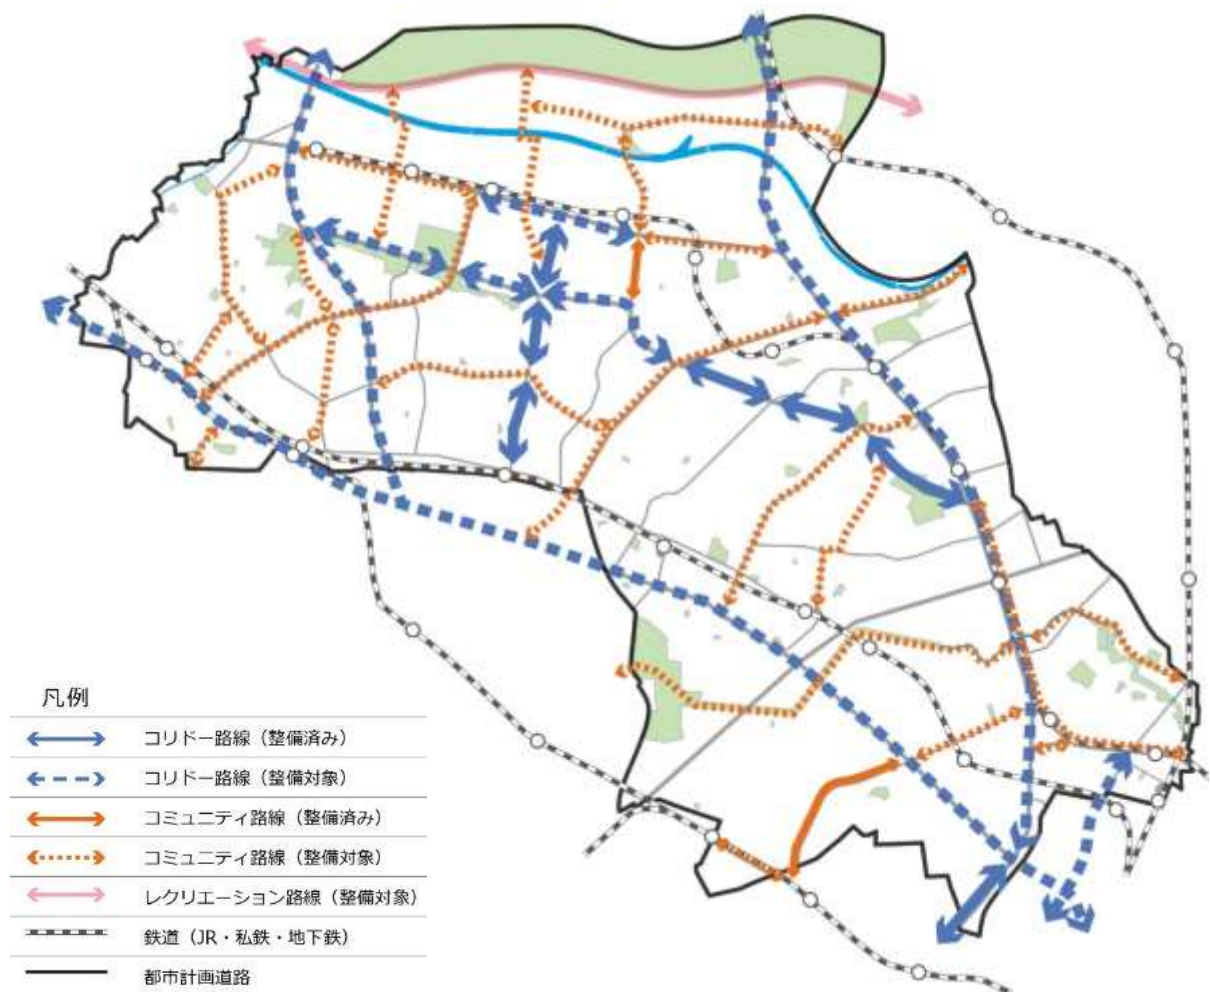 凡例
コリドー路線（整備済み）
コリドー路線（整備対象）
コミュニティ路線（整備済み）
コミュニティ路線（整備対象）
レクリエーション路線（整備対象）
鉄道（JR・私鉄・地下鉄）
都市計画道路